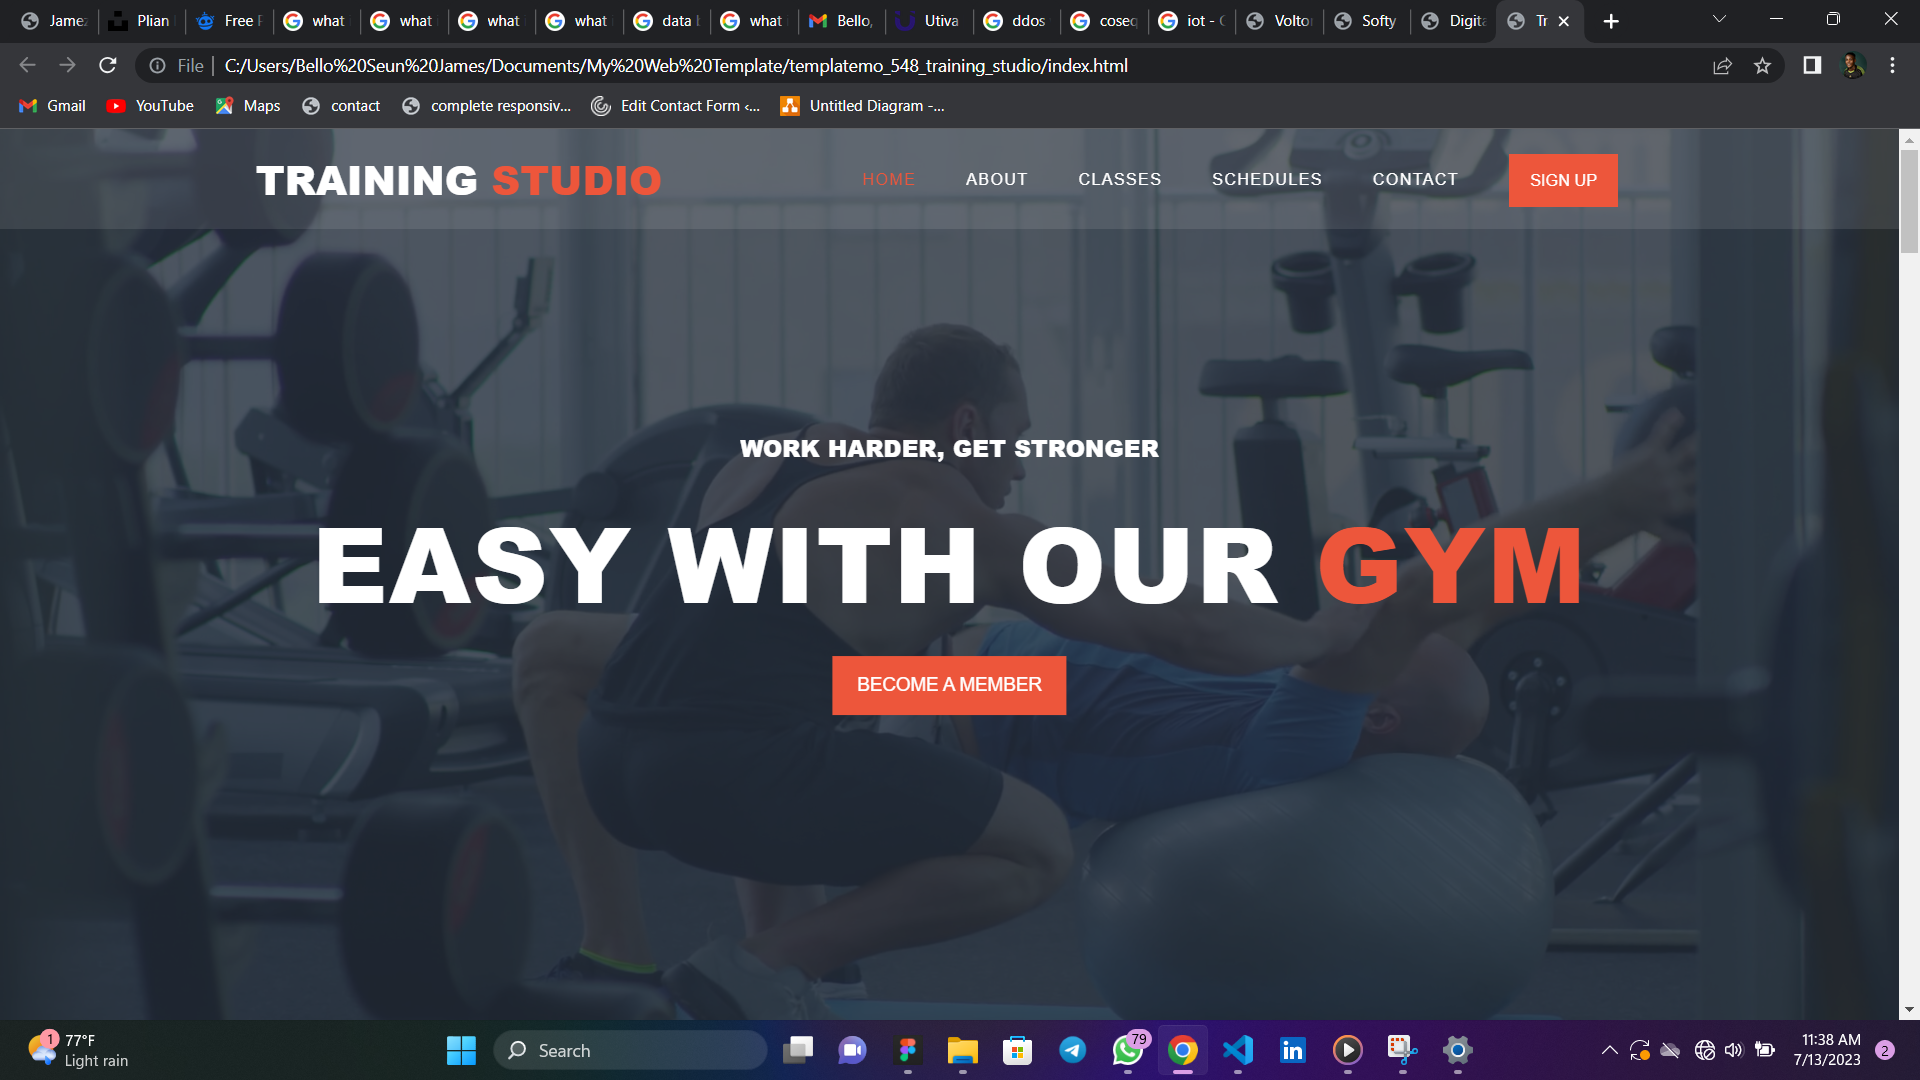 Jamez
Plian
Free F
what
what
what
what
data h
what i
Bello,
Utiva
ddos
coseq
iot - G
Voltor
Softy
Digita
Tr
File
C:/Users/Bello%20Seun%20James/Documents/My%20Web%20Template/templatemo_548_training_studio/index.html
Gmail
YouTube
Maps
contact
complete responsiv...
Edit Contact Form <...
Untitled Diagram -...
TRAINING STUDIO
HOME
ABOUT
CLASSES
SCHEDULES
CONTACT
SIGN UP
WORK HARDER, GET STRONGER
EASY WITH OUR GYM
BECOME A MEMBER
1
77°F
Light rain
Search
79
11:38 AM
7/13/2023
2